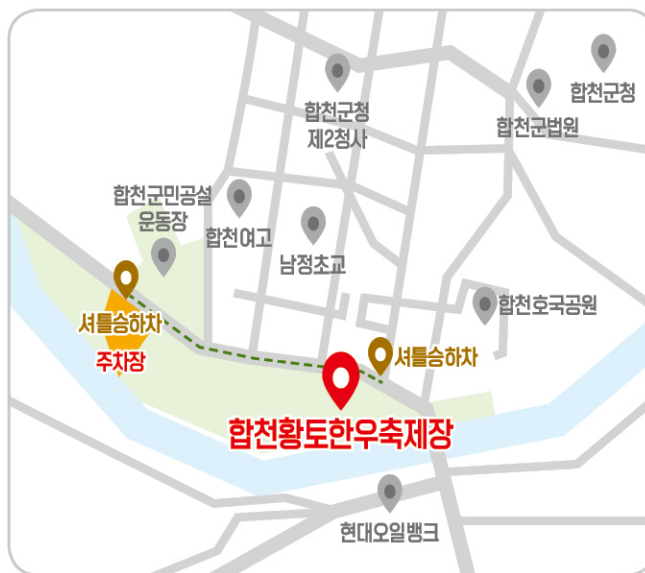 합천군청
합천군청
제2청사
합천군법원
합천군민공설
운동장
합천여고
남정초교
합천호국공원
셔틀승하차
주차장
셔틀승하차
합천황토한우축제장
현대오일뱅크